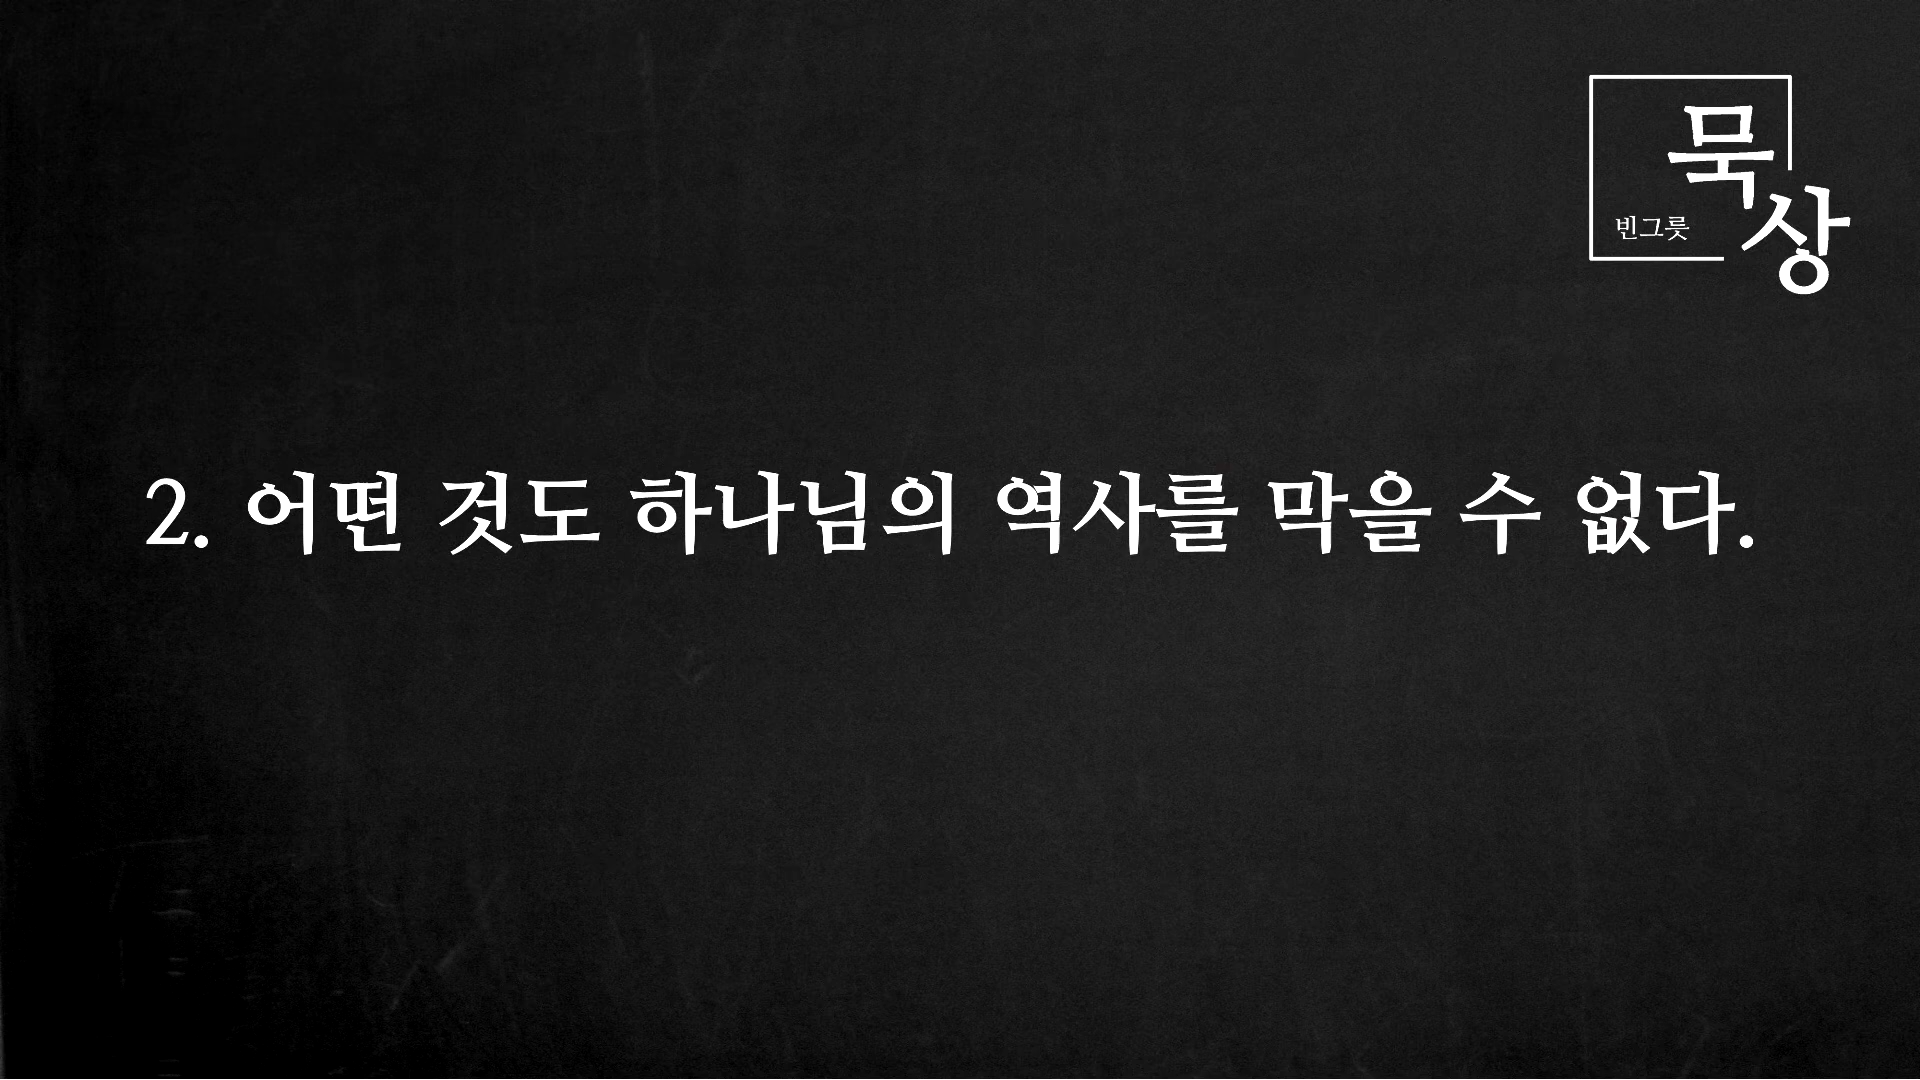 묵상
빈그릇
2. 어떤 것도 하나님의 역사를 막을 수 없다.